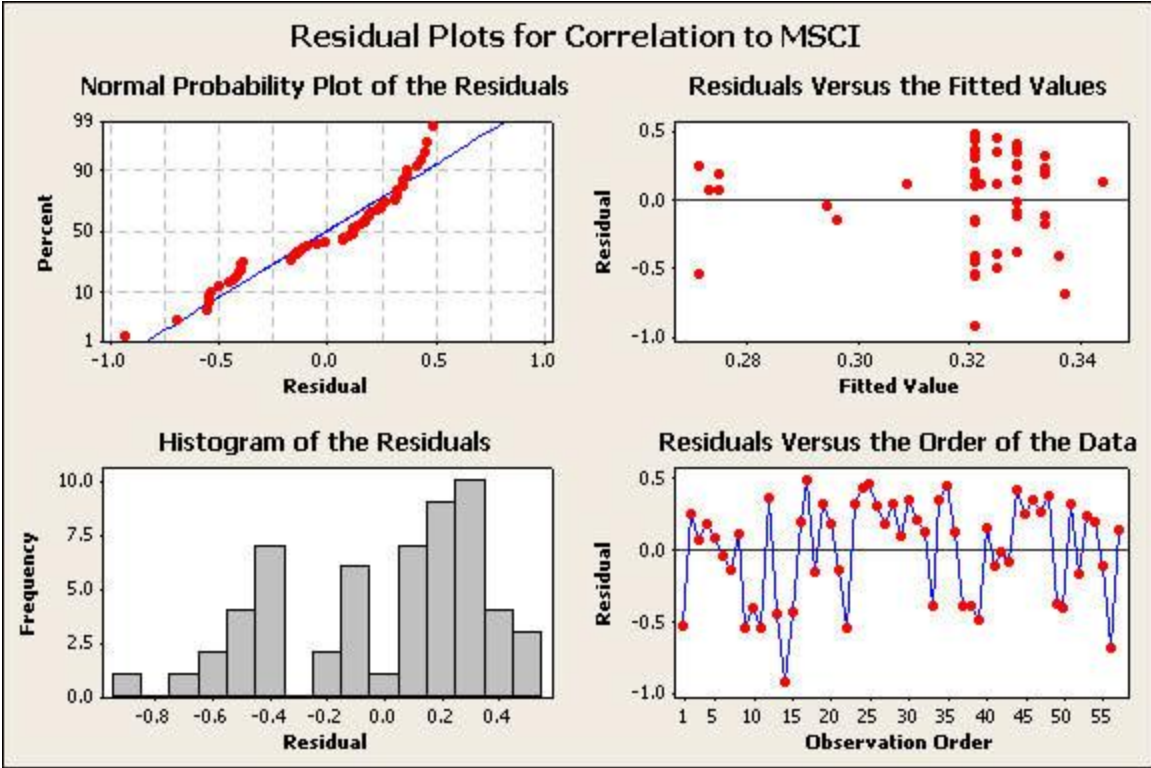 Residual Plots for Correlation to MSCI
Normal Probability Plot of the Residuals
99
90
50
10
1
Percent
-1.0 -0.5 0.0 0.5 1.0
Residual
Residuals Versus the Fitted Values
0.5
0.0
-0.5
-1.0
Residual
0.28 0.30 0.32 0.34
Fitted Value
Histogram of the Residuals
10.0
7.5
5.0
2.5
0.0
Frequency
-0.8 -0.6 -0.4 -0.2 0.0 0.2 0.4
Residual
Residuals Versus the Order of the Data
0.5
0.0
-0.5
-1.0
Residual
1 5 10 15 20 25 30 35 40 45 50 55
Observation Order